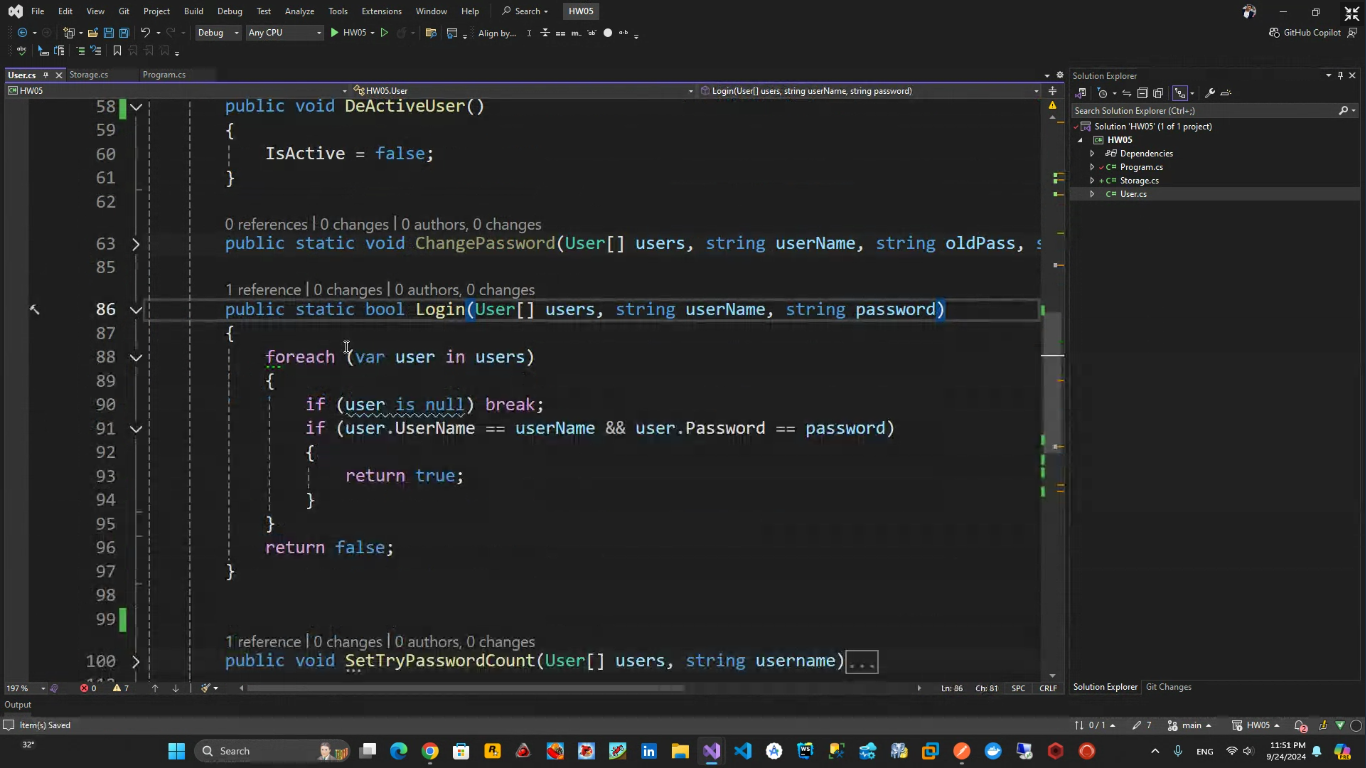 File Edit View Git Project Build Debug Test Analyze Tools Extensions Window Help Search HW05
Debug Any CPU HW05 Align by... GitHub Copilot
User.cs Storage.cs Program.cs
HW05 HW05.User Login(User[] users, string userName, string password)
58 public void DeActiveUser()
59 {
60 IsActive = false;
61 }
62
0 references | 0 changes | 0 authors, 0 changes
63 public static void ChangePassword(User[] users, string userName, string oldPass, s
85
1 reference | 0 changes | 0 authors, 0 changes
86 public static bool Login(User[] users, string userName, string password)
87 {
88 foreach (var user in users)
89 {
90 if (user is null) break;
91 if (user.UserName == userName && user.Password == password)
92 {
93 return true;
94 }
95 }
96 return false;
97 }
98
99
1 reference | 0 changes | 0 authors, 0 changes
100 public void SetTryPasswordCount(User[] users, string username)...
197 % 0 7 Ln: 86 Ch: 81 SPC CRLF
Solution Explorer
Search Solution Explorer (Ctrl+;)
Solution 'HW05' (1 of 1 project)
HW05
Dependencies
C# Program.cs
C# Storage.cs
C# User.cs
Solution Explorer Git Changes
Output
Item(s) Saved 0 / 1 7 main HW05
32° Search ENG 11:51 PM
9/24/2024